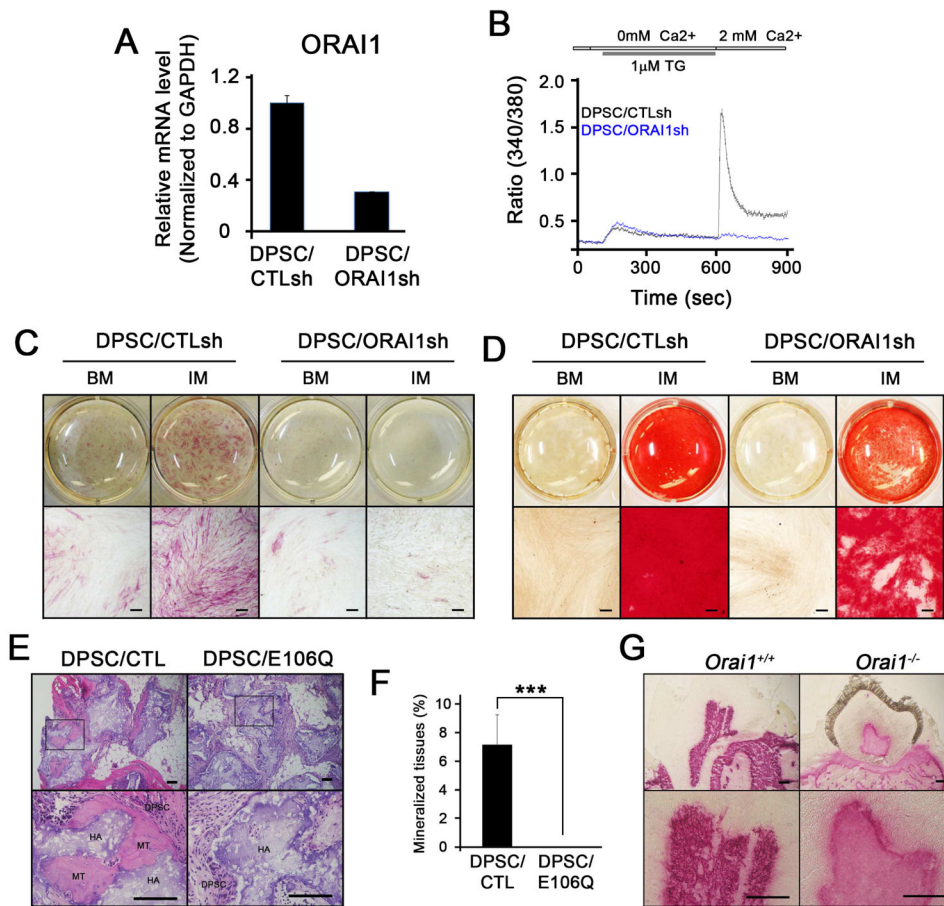 A
ORAI1
Relative mRNA level
(Normalized to GAPDH)
1.2
0.8
0.4
0
DPSC/
CTLsh
DPSC/
ORAI1sh
B
0mM Ca2+
2 mM Ca2+
1μM TG
DPSC/CTLsh
DPSC/ORAI1sh
Ratio (340/380)
2.0
1.5
1.0
0.5
0
300
600
900
Time (sec)
C
DPSC/CTLsh
DPSC/ORAI1sh
BM
IM
BM
IM
D
DPSC/CTLsh
DPSC/ORAI1sh
BM
IM
BM
IM
E
DPSC/CTL
DPSC/E106Q
DPSC
HA
MT
MT
HA
HA
DPSC
F
Mineralized tissues (%)
10
8
6
4
2
0
***
DPSC/
CTL
DPSC/
E106Q
G
Orai1+/+
Orai1-/-